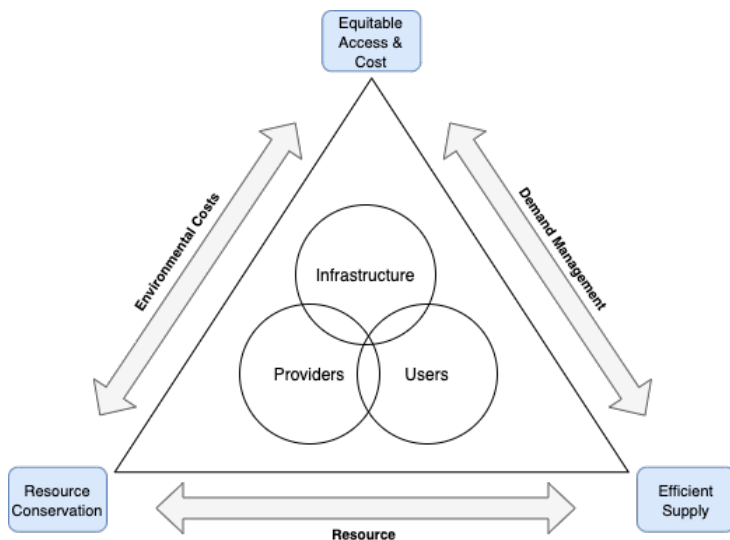 Equitable
Access &
Cost
Environmental Costs
Demand Management
Infrastructure
Providers
Users
Resource
Conservation
Efficient
Supply
Resource